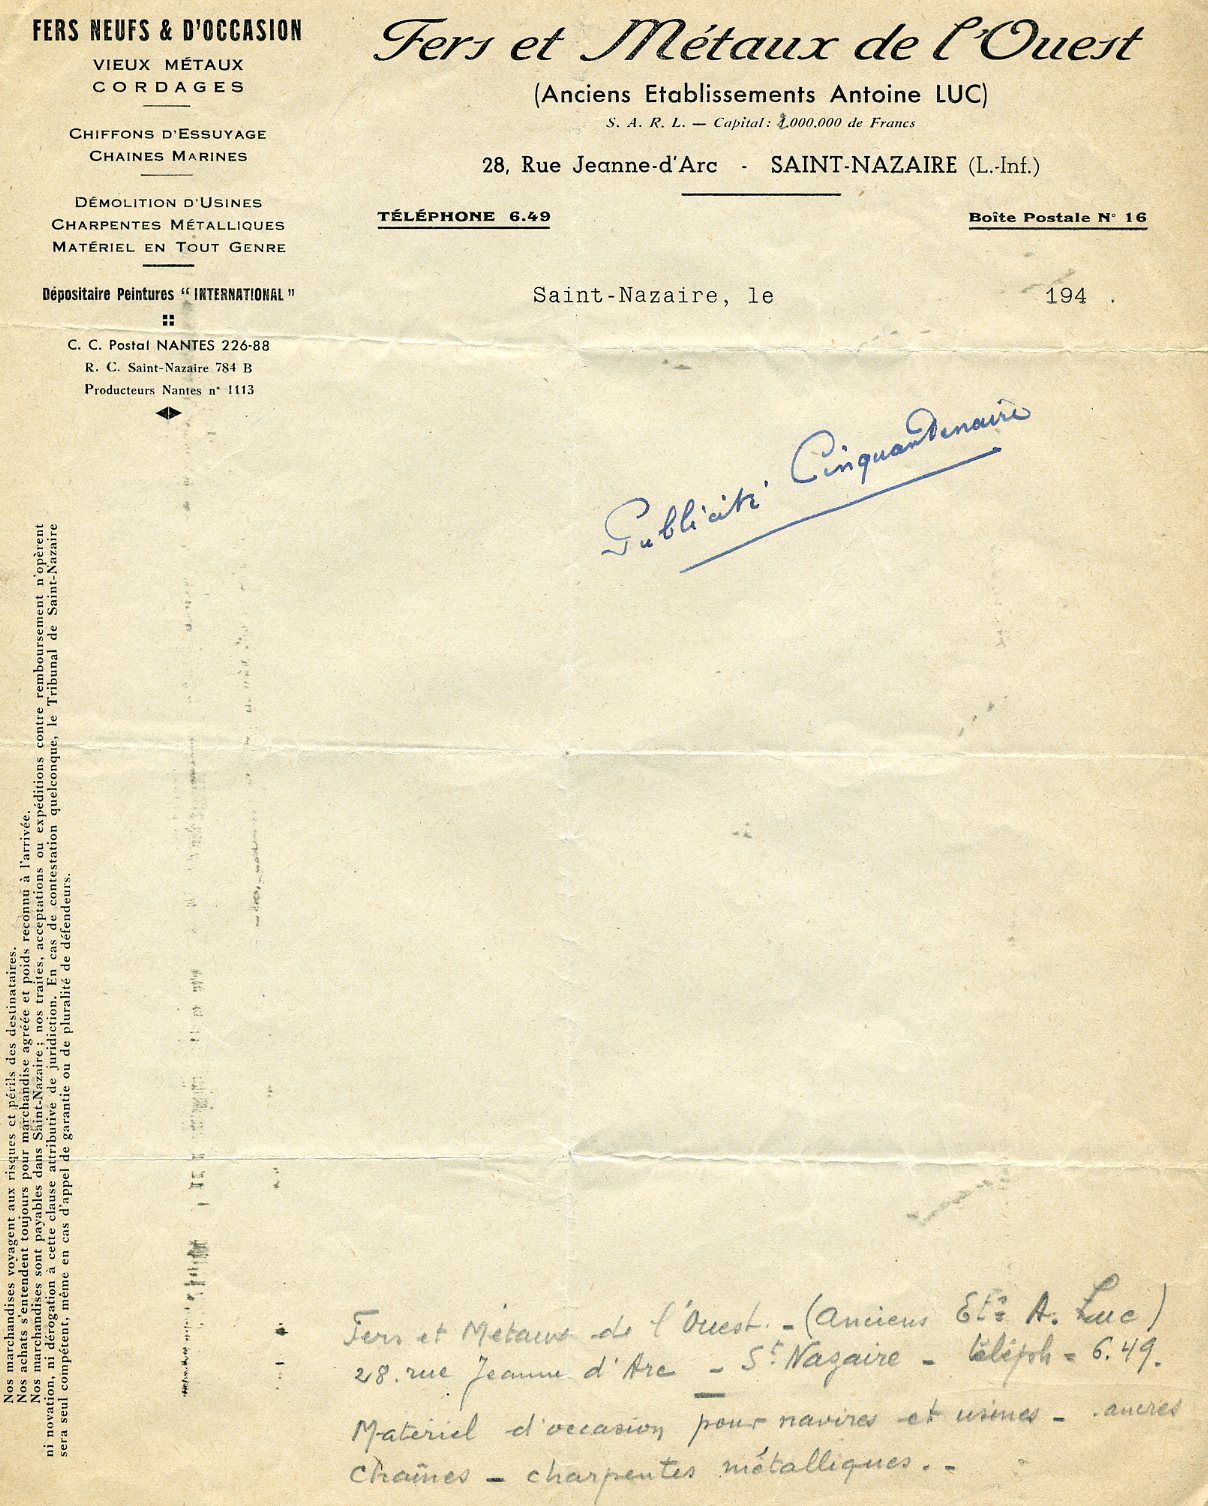 FERS NEUFS & D'OCCASION
VIEUX MÉTAUX
CORDAGES
CHIFFONS D'ESSUYAGE
CHAINES MARINES
DÉMOLITION D'USINES
CHARPENTES MÉTALLIQUES
MATÉRIEL EN TOUT GENRE
Dépositaire Peintures "INTERNATIONAL"
C. C. Postal NANTES 226-88
R. C. Saint-Nazaire 784 B
Producteurs Nantes n° 1113
Fers et Métaux de l'Ouest
(Anciens Etablissements Antoine LUC)
S. A. R. L. — Capital: .000.000 de Francs
28, Rue Jeanne-d'Arc - SAINT-NAZAIRE (L.-Inf.)
TÉLÉPHONE 6.49
Boîte Postale N° 16
Saint-Nazaire, le 194 .
Publicité Cinquantenaire
Nos marchandises voyagent aux risques et périls des destinataires.
Nos achats s'entendent toujours pour marchandise agréée et poids reconnu à l'arrivée.
Nos marchandises sont payables dans Saint-Nazaire; nos traites, acceptations ou expéditions contre remboursement n'opèrent
ni novation, ni dérogation à cette clause attributive de juridiction. En cas de contestation quelconque, le Tribunal de Saint-Nazaire
sera seul compétent, même en cas d'appel de garantie ou de pluralité de défendeurs.
Fers et Métaux de l'Ouest. - (Anciens Ets A. Luc)
28. rue Jeanne d'Arc - St Nazaire - téléph = 6.49.
Matériel d'occasion pour navires et usines - ancres
chaînes - charpentes métalliques. -